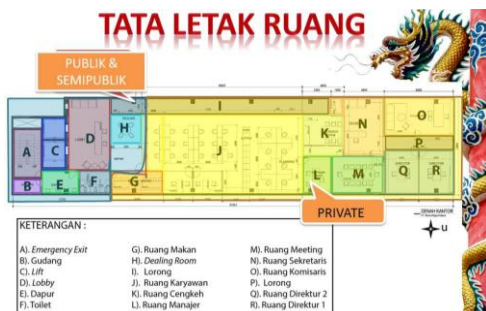 TATA LETAK RUANG
PUBLIK &
SEMIPUBLIK
A
B
C
D
E
F
G
H
I
J
K
L
M
N
O
P
Q
R
PRIVATE
DENAH KANTOR
U
KETERANGAN :
A). Emergency Exit
B). Gudang
C). Lift
D). Lobby
E). Dapur
F). Toilet
G). Ruang Makan
H). Dealing Room
I). Lorong
J). Ruang Karyawan
K). Ruang Cengkeh
L). Ruang Manajer
M). Ruang Meeting
N). Ruang Sekretaris
O). Ruang Komisaris
P). Lorong
Q). Ruang Direktur 2
R). Ruang Direktur 1